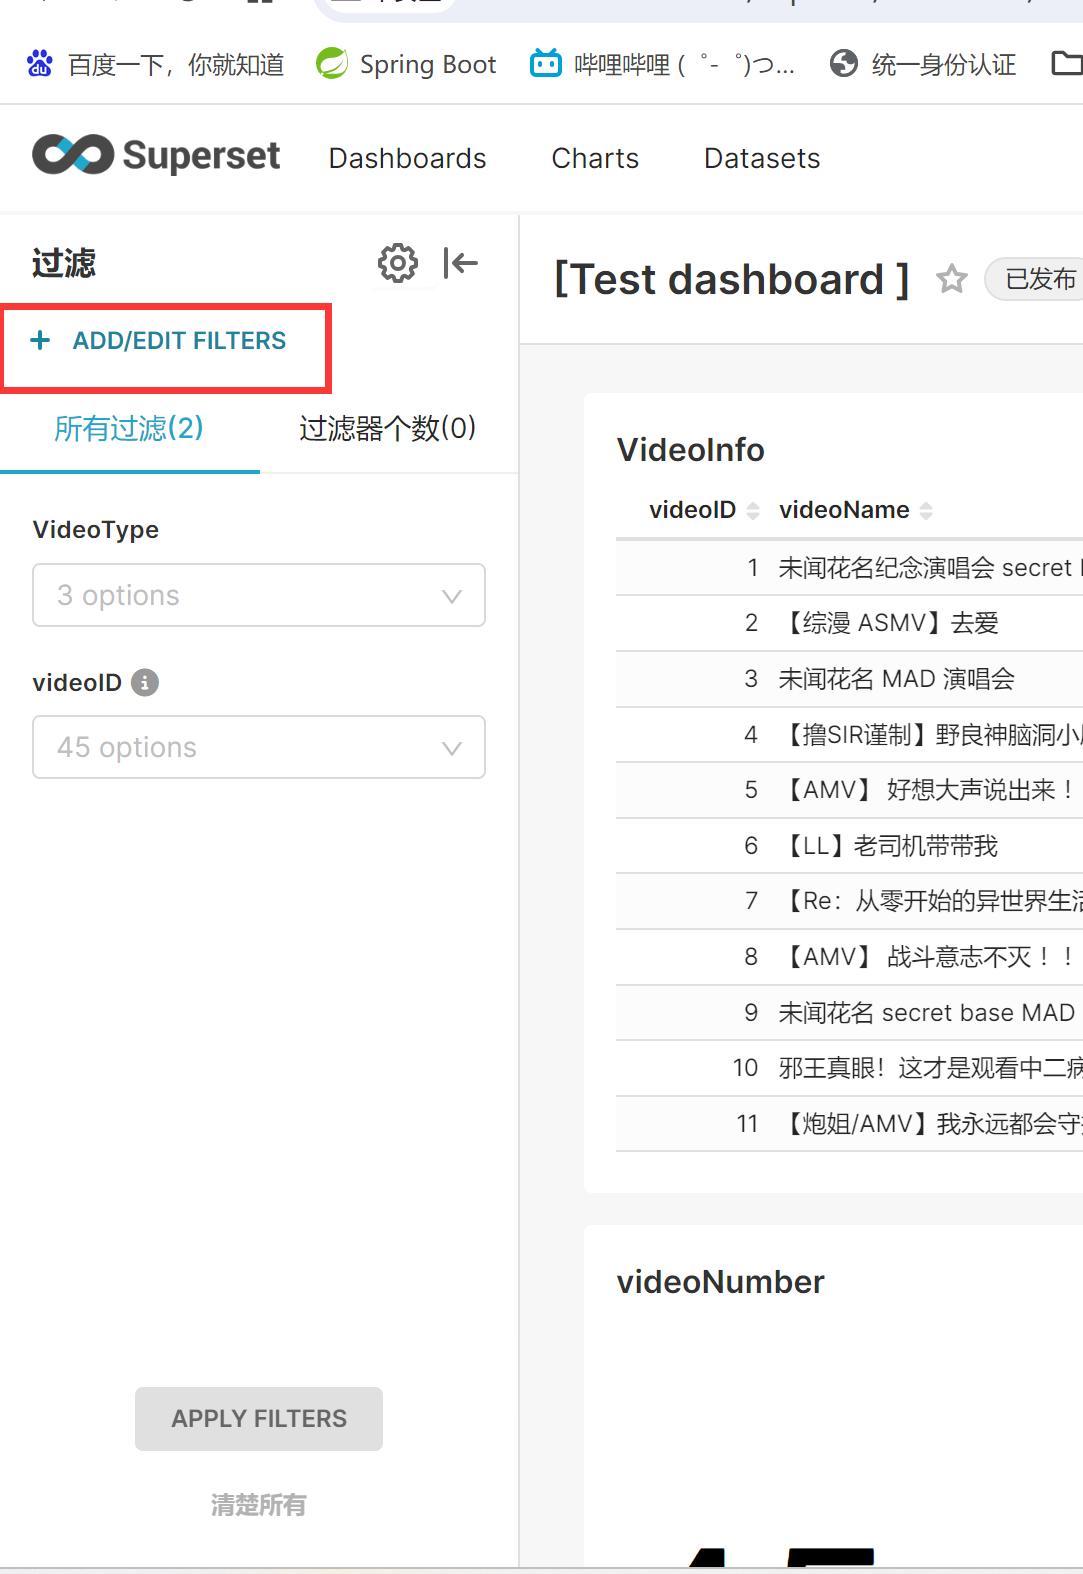 百度一下，你就知道 Spring Boot 哔哩哔哩 (゜-゜)つ... 统一身份认证
Superset Dashboards Charts Datasets
过滤
[Test dashboard ] 已发布
+ ADD/EDIT FILTERS
所有过滤(2) 过滤器个数(0)
VideoType
3 options
videoID
45 options
APPLY FILTERS
清楚所有
VideoInfo
videoID videoName
1 未闻花名纪念演唱会 secret
2 【综漫 ASMV】去爱
3 未闻花名 MAD 演唱会
4 【撸SIR谨制】野良神脑洞小
5 【AMV】 好想大声说出来！
6 【LL】老司机带带我
7 【Re：从零开始的异世界生活
8 【AMV】 战斗意志不灭！！
9 未闻花名 secret base MAD
10 邪王真眼！这才是观看中二病
11 【炮姐/AMV】我永远都会守
videoNumber